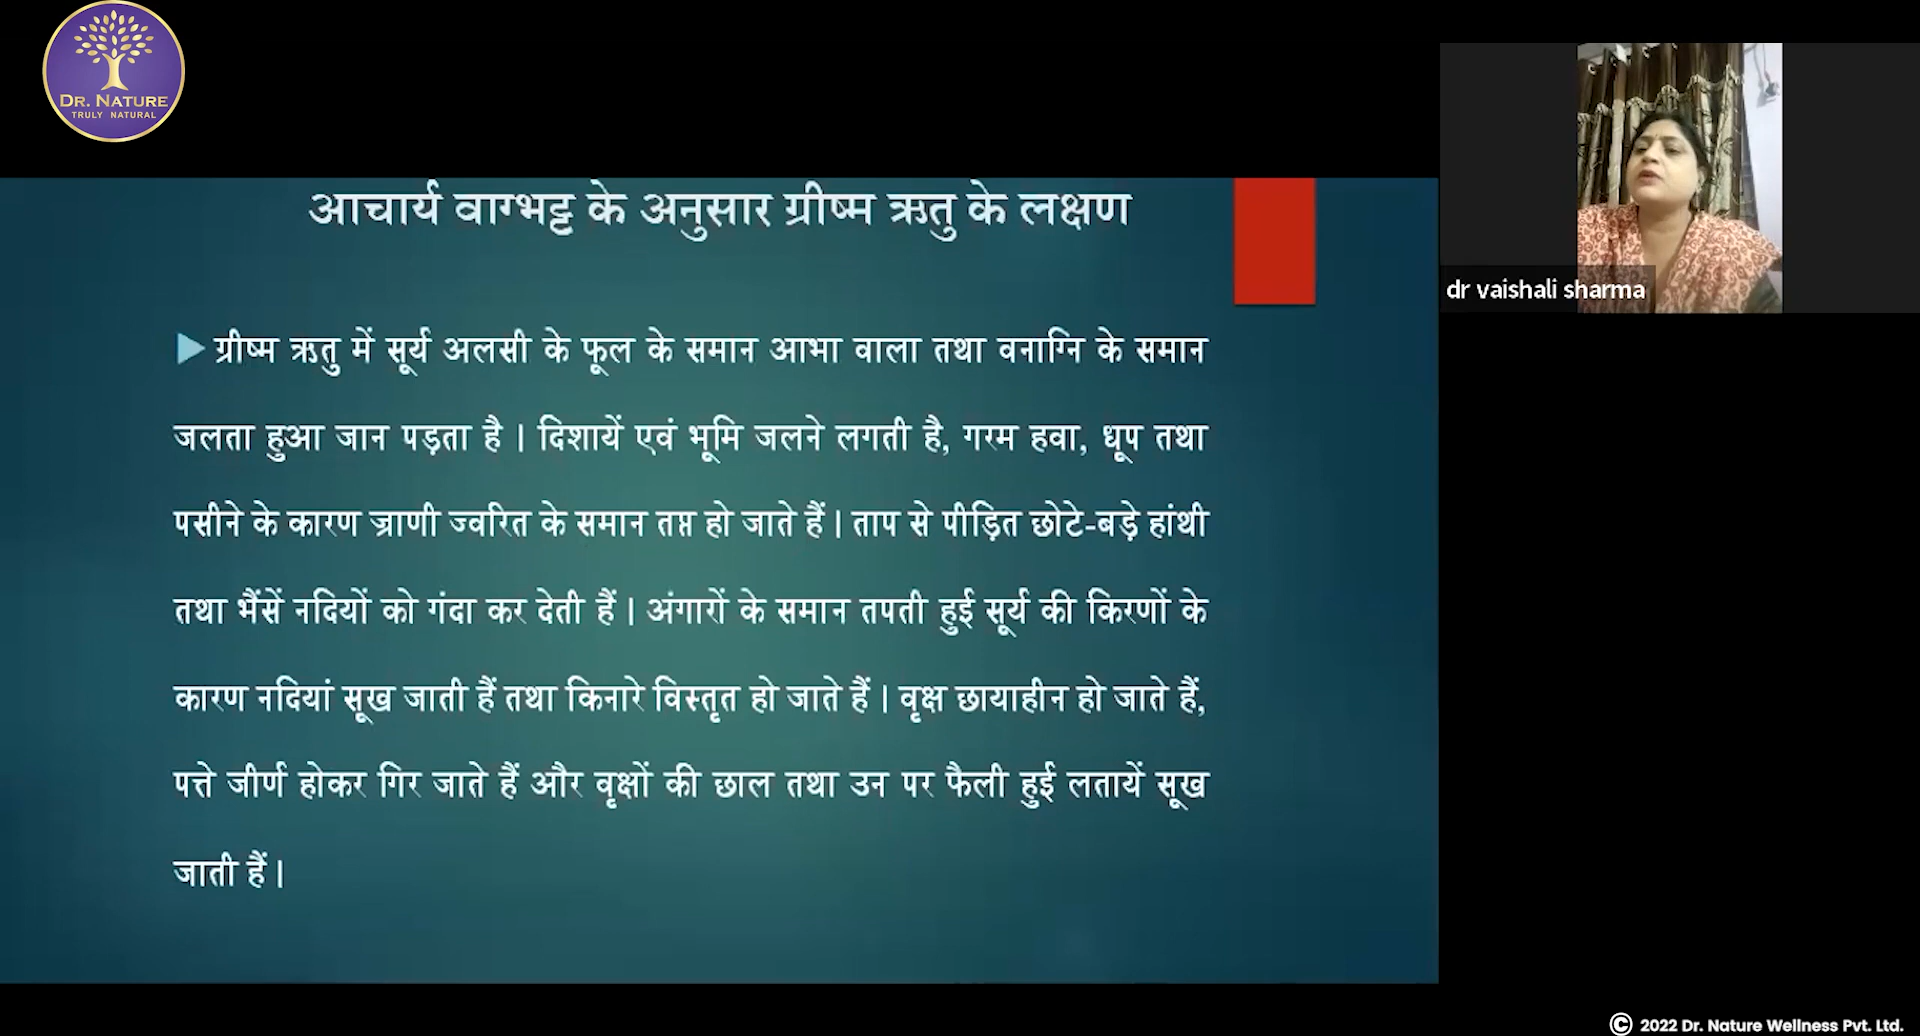 DR. NATURE
TRULY NATURAL
आचार्य वाग्भट्ट के अनुसार ग्रीष्म ऋतु के लक्षण
ग्रीष्म ऋतु में सूर्य अलसी के फूल के समान आभा वाला तथा वनाग्नि के समान
जलता हुआ जान पड़ता है | दिशायें एवं भूमि जलने लगती है, गरम हवा, धूप तथा
पसीने के कारण प्राणी ज्वरित के समान तप्त हो जाते हैं | ताप से पीड़ित छोटे-बड़े हांथी
तथा भैंसें नदियों को गंदा कर देती हैं | अंगारों के समान तपती हुई सूर्य की किरणों के
कारण नदियां सूख जाती हैं तथा किनारे विस्तृत हो जाते हैं | वृक्ष छायाहीन हो जाते हैं,
पत्ते जीर्ण होकर गिर जाते हैं और वृक्षों की छाल तथा उन पर फैली हुई लतायें सूख
जाती हैं |
dr vaishali sharma
© 2022 Dr. Nature Wellness Pvt. Ltd.